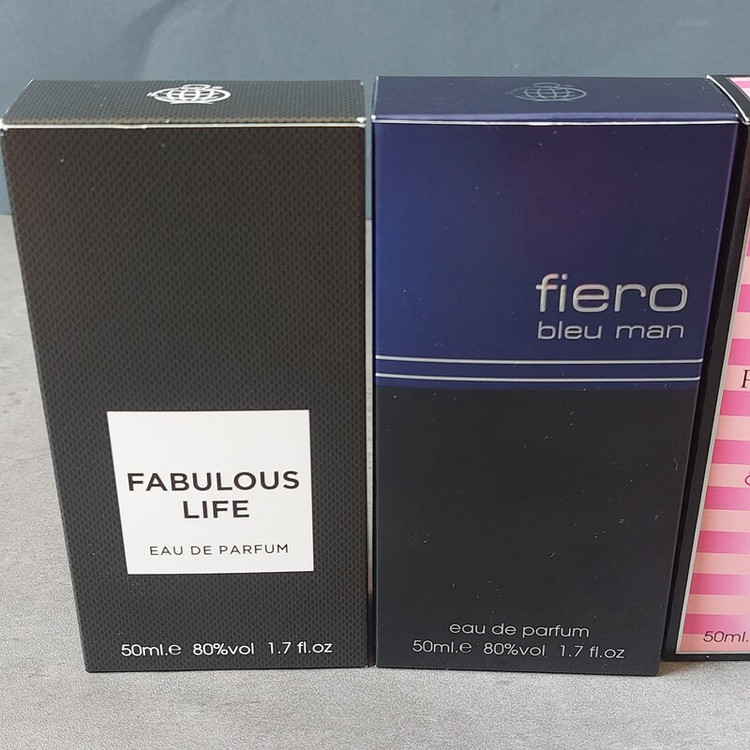 FABULOUS
LIFE
EAU DE PARFUM
50ml.e 80%vol 1.7 fl.oz
fiero
bleu man
eau de parfum
50ml.e 80%vol 1.7 fl.oz
50ml.